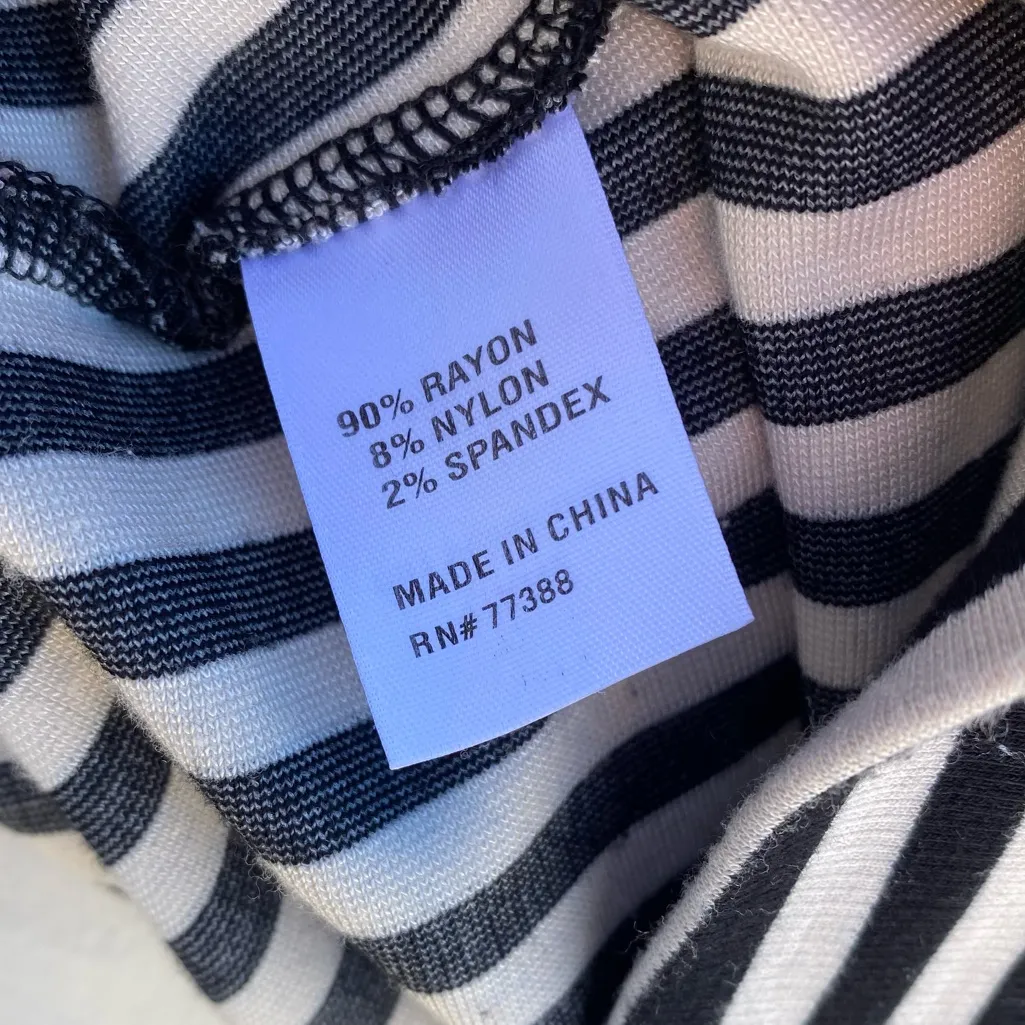 90% RAYON
8% NYLON
2% SPANDEX
MADE IN CHINA
RN# 77388